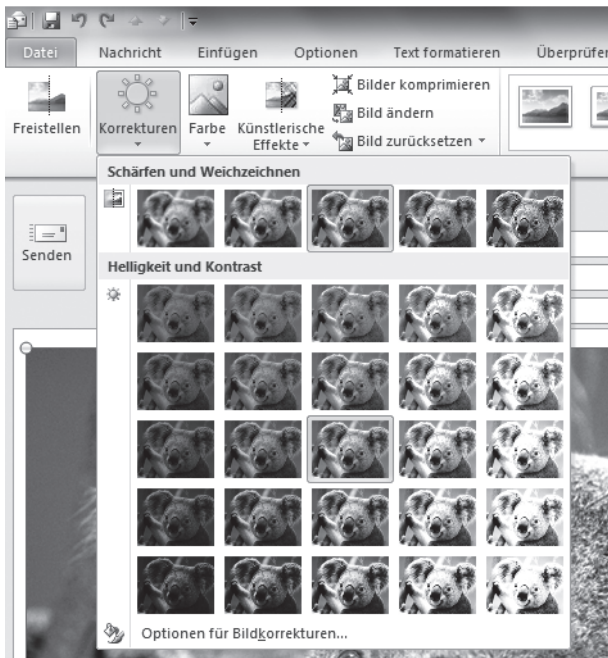 Datei Nachricht Einfügen Optionen Text formatieren Überprüfen
Freistellen Korrekturen Farbe Künstlerische Effekte
Bilder komprimieren
Bild ändern
Bild zurücksetzen
Schärfen und Weichzeichnen
Senden
Helligkeit und Kontrast
Optionen für Bildkorrekturen...